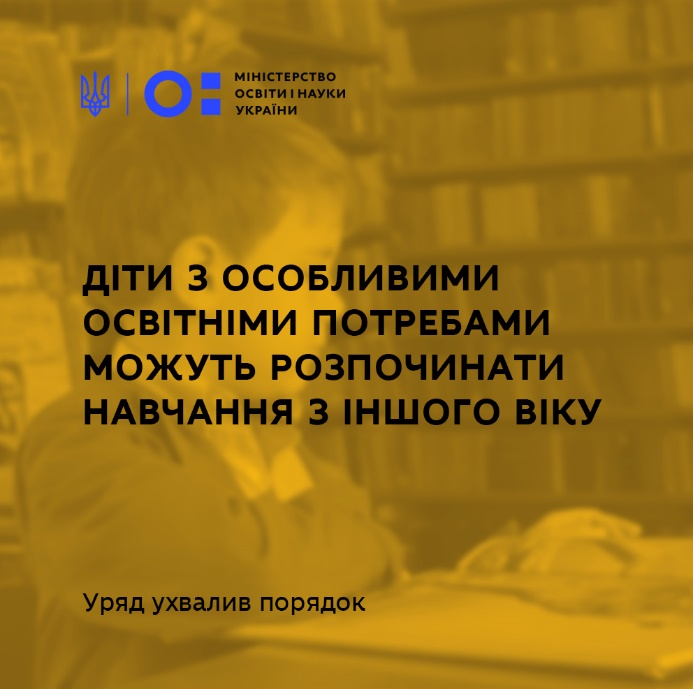 МІНІСТЕРСТВО
ОСВІТИ І НАУКИ
УКРАЇНИ
ДІТИ З ОСОБЛИВИМИ
ОСВІТНІМИ ПОТРЕБАМИ
МОЖУТЬ РОЗПОЧИНАТИ
НАВЧАННЯ З ІНШОГО ВІКУ
Уряд ухвалив порядок